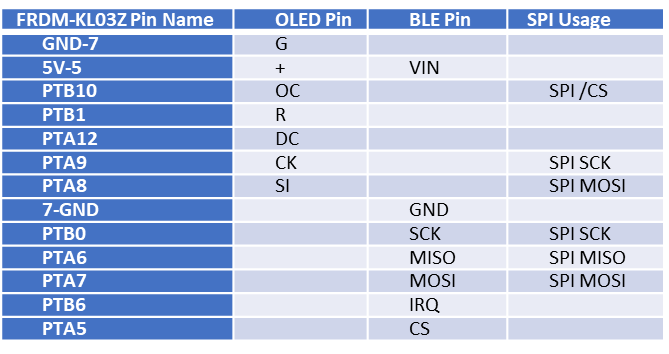 FRDM-KL03Z Pin Name OLED Pin BLE Pin SPI Usage
GND-7 G
5V-5 + VIN
PTB10 OC SPI /CS
PTB1 R
PTA12 DC
PTA9 CK SPI SCK
PTA8 SI SPI MOSI
7-GND GND
PTB0 SCK SPI SCK
PTA6 MISO SPI MISO
PTA7 MOSI SPI MOSI
PTB6 IRQ
PTA5 CS